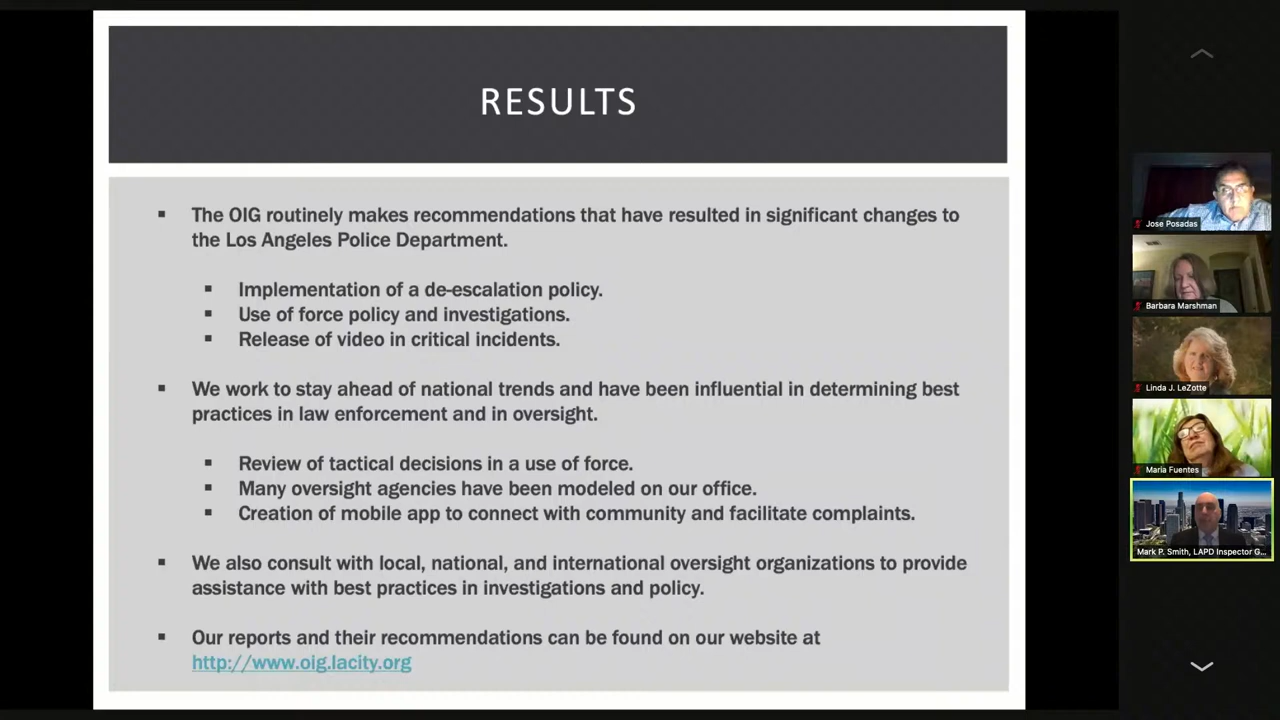 RESULTS
▪ The OIG routinely makes recommendations that have resulted in significant changes to
the Los Angeles Police Department.
▪ Implementation of a de-escalation policy.
▪ Use of force policy and investigations.
▪ Release of video in critical incidents.
▪ We work to stay ahead of national trends and have been influential in determining best
practices in law enforcement and in oversight.
▪ Review of tactical decisions in a use of force.
▪ Many oversight agencies have been modeled on our office.
▪ Creation of mobile app to connect with community and facilitate complaints.
▪ We also consult with local, national, and international oversight organizations to provide
assistance with best practices in investigations and policy.
▪ Our reports and their recommendations can be found on our website at
http://www.oig.lacity.org
Jose Posadas
Barbara Marshman
Linda J. LeZotte
Maria Fuentes
Mark P. Smith, LAPD Inspector G...